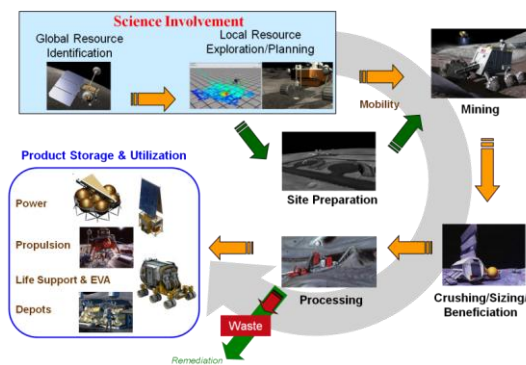 Science Involvement
Global Resource
Identification
Local Resource
Exploration/Planning
Mobility
Mining
Product Storage & Utilization
Power
Propulsion
Life Support & EVA
Depots
Site Preparation
Processing
Crushing/Sizing/
Beneficiation
Waste
Remediation